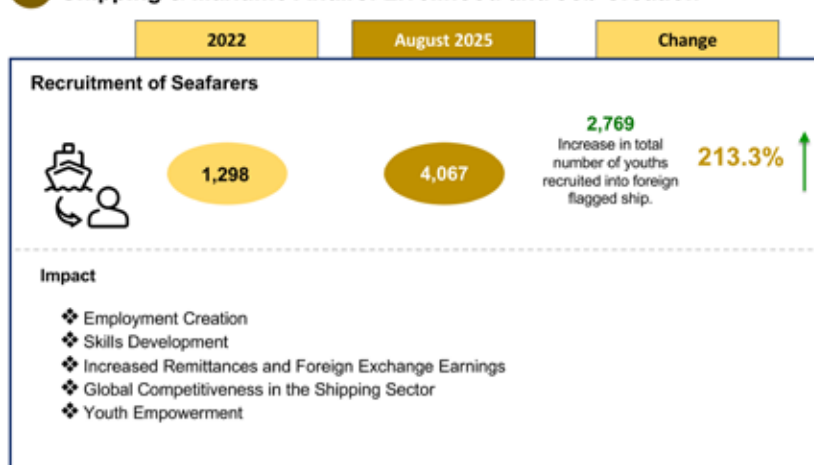 2022
August 2025
Change
Recruitment of Seafarers
1,298
4,067
2,769
Increase in total
number of youths
recruited into foreign
flagged ship.
213.3%
Impact
❖ Employment Creation
❖ Skills Development
❖ Increased Remittances and Foreign Exchange Earnings
❖ Global Competitiveness in the Shipping Sector
❖ Youth Empowerment